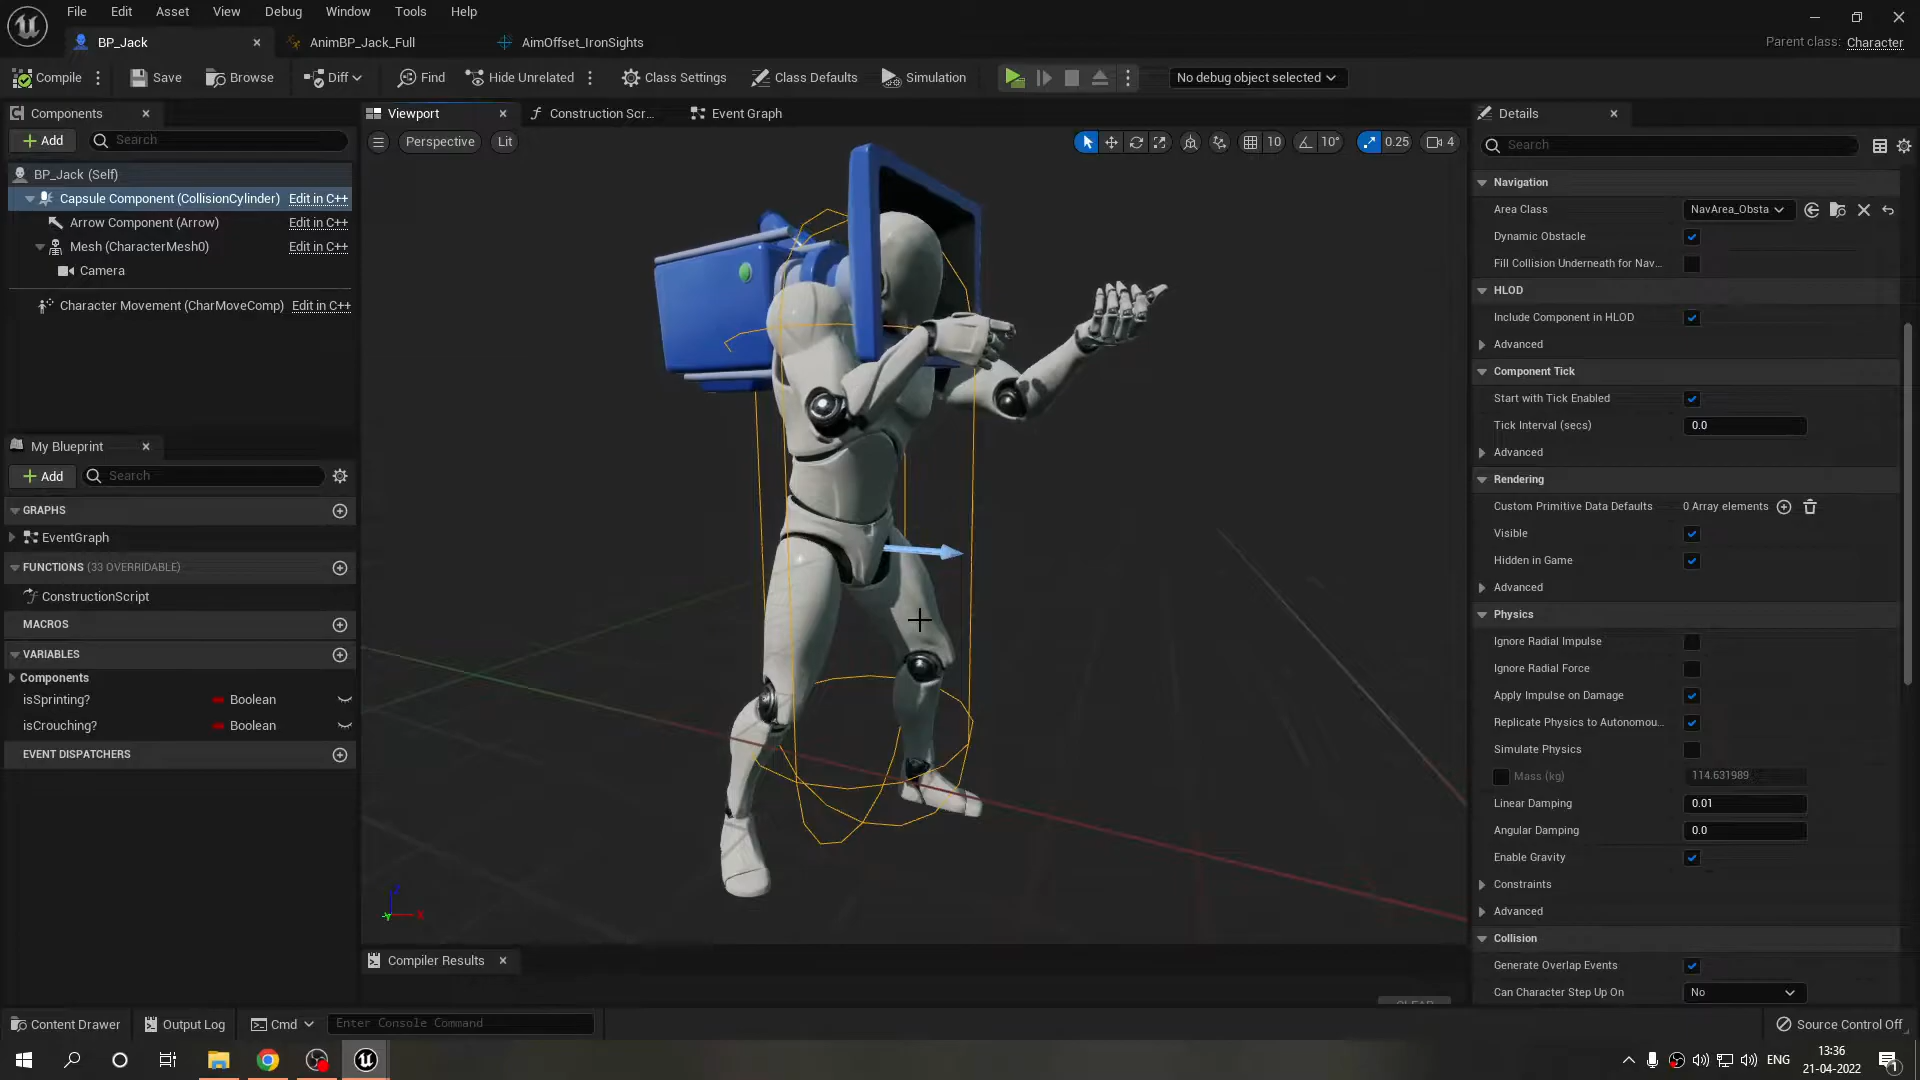 File Edit Asset View Debug Window Tools Help
BP_Jack AnimBP_Jack_Full AimOffset_IronSights
Parent class: Character
Compile Save Browse Diff Find Hide Unrelated Class Settings Class Defaults Simulation No debug object selected
Components
Add Search
BP_Jack (Self)
Capsule Component (CollisionCylinder) Edit in C++
Arrow Component (Arrow) Edit in C++
Mesh (CharacterMesh0) Edit in C++
Camera
Character Movement (CharMoveComp) Edit in C++
My Blueprint
Add Search
GRAPHS
EventGraph
FUNCTIONS (33 OVERRIDABLE)
ConstructionScript
MACROS
VARIABLES
Components
isSprinting? Boolean
isCrouching? Boolean
EVENT DISPATCHERS
Viewport Construction Scr... Event Graph
Perspective Lit 10 10° 0.25 4
Z
Y X
Compiler Results
CLEAR
Details
Search
Navigation
Area Class NavArea_Obsta
Dynamic Obstacle
Fill Collision Underneath for Nav...
HLOD
Include Component in HLOD
Advanced
Component Tick
Start with Tick Enabled
Tick Interval (secs) 0.0
Advanced
Rendering
Custom Primitive Data Defaults 0 Array elements
Visible
Hidden in Game
Advanced
Physics
Ignore Radial Impulse
Ignore Radial Force
Apply Impulse on Damage
Replicate Physics to Autonomou...
Simulate Physics
Mass (kg) 114.631989
Linear Damping 0.01
Angular Damping 0.0
Enable Gravity
Constraints
Advanced
Collision
Generate Overlap Events
Can Character Step Up On No
Content Drawer Output Log Cmd Enter Console Command Source Control Off
ENG 13:36
21-04-2022
1